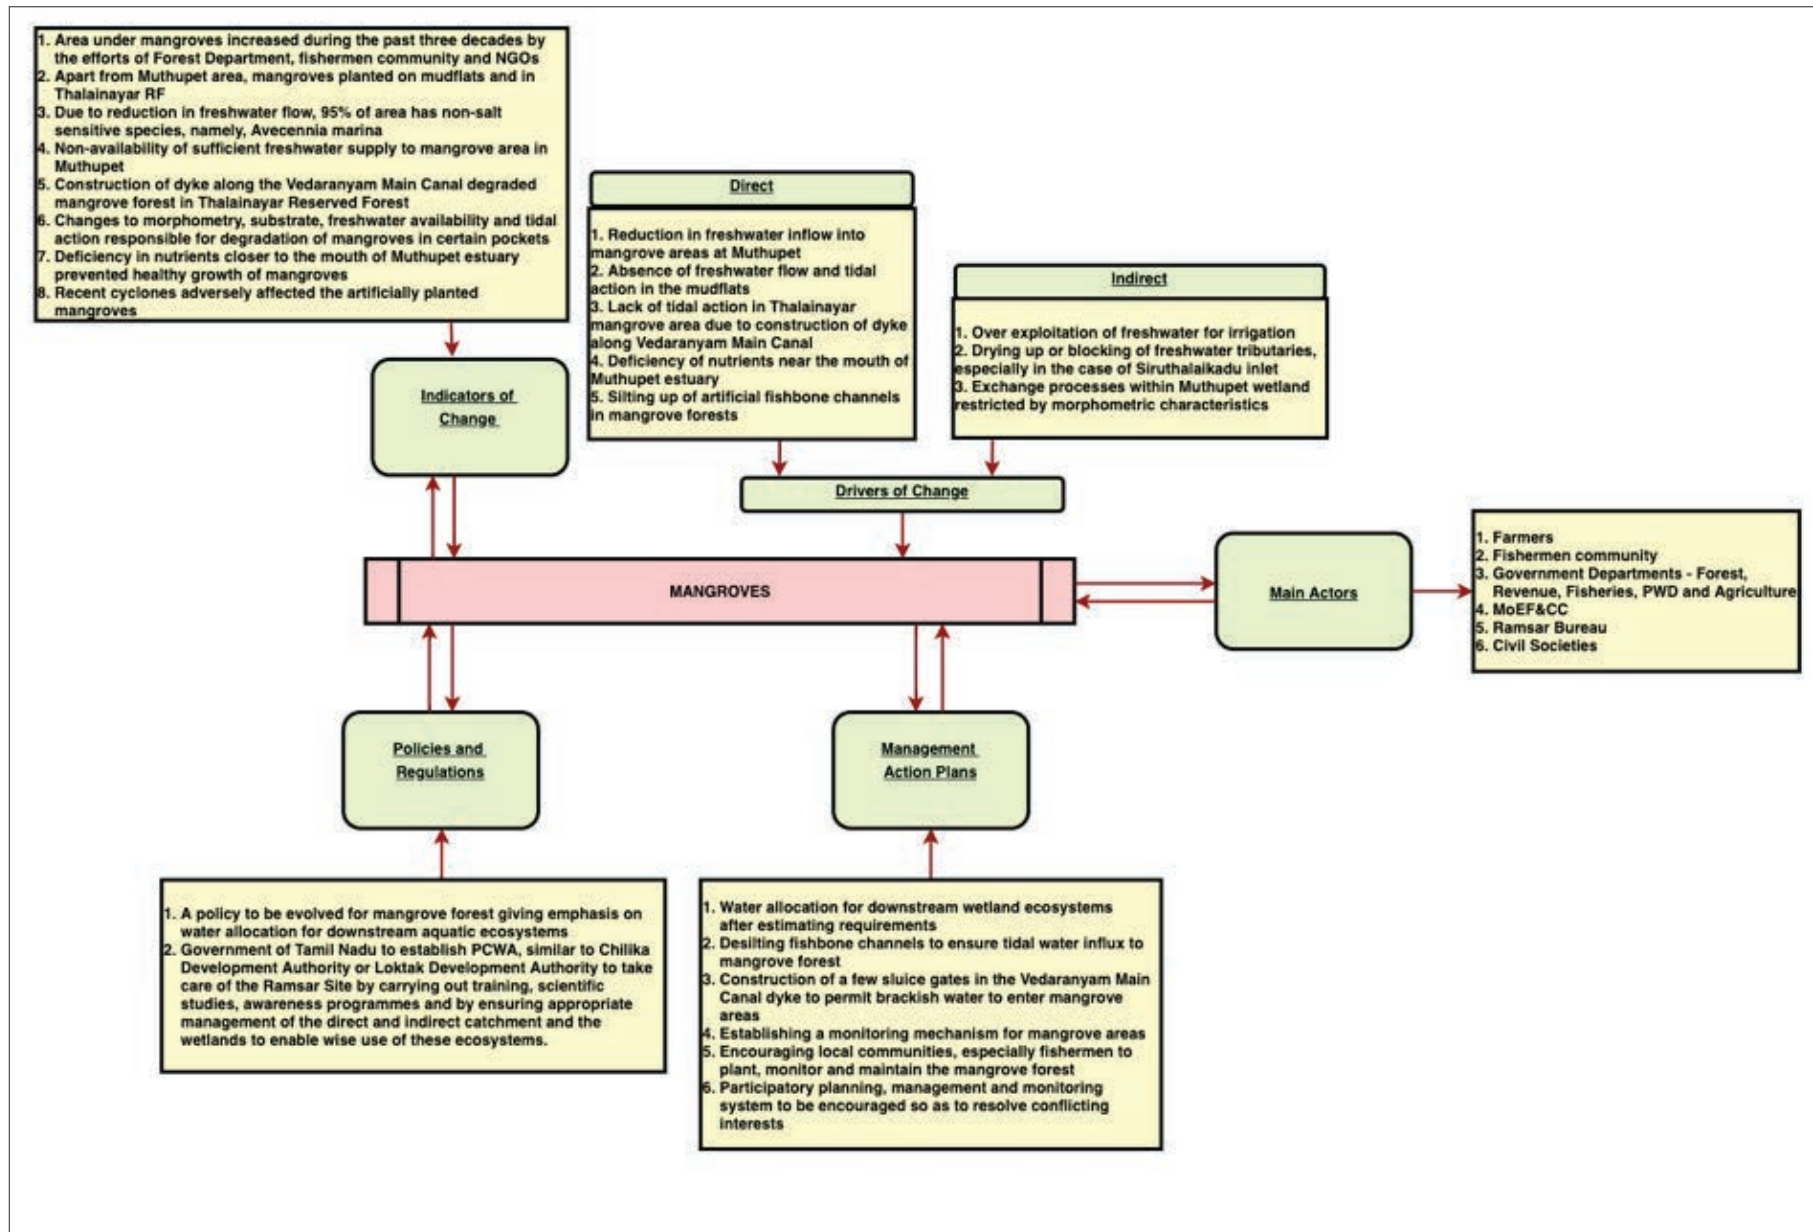 1. Area under mangroves increased during the past three decades by
the efforts of Forest Department, fishermen community and NGOs
2. Apart from Muthupet area, mangroves planted on mudflats and in
Thalainayar RF
3. Due to reduction in freshwater flow, 95% of area has non-salt
sensitive species, namely, Avecennia marina
4. Non-availability of sufficient freshwater supply to mangrove area in
Muthupet
5. Construction of dyke along the Vedaranyam Main Canal degraded
mangrove forest in Thalainayar Reserved Forest
6. Changes to morphometry, substrate, freshwater availability and tidal
action responsible for degradation of mangroves in certain pockets
7. Deficiency in nutrients closer to the mouth of Muthupet estuary
prevented healthy growth of mangroves
8. Recent cyclones adversely affected the artificially planted
mangroves
Direct
1. Reduction in freshwater inflow into
mangrove areas at Muthupet
2. Absence of freshwater flow and tidal
action in the mudflats
3. Lack of tidal action in Thalainayar
mangrove area due to construction of dyke
along Vedaranyam Main Canal
4. Deficiency of nutrients near the mouth of
Muthupet estuary
5. Silting up of artificial fishbone channels
in mangrove forests
Indirect
1. Over exploitation of freshwater for irrigation
2. Drying up or blocking of freshwater tributaries,
especially in the case of Siruthalaikadu inlet
3. Exchange processes within Muthupet wetland
restricted by morphometric characteristics
Indicators of
Change
Drivers of Change
MANGROVES
Main Actors
1. Farmers
2. Fishermen community
3. Government Departments - Forest,
Revenue, Fisheries, PWD and Agriculture
4. MoEF&CC
5. Ramsar Bureau
6. Civil Societies
Policies and
Regulations
Management
Action Plans
1. A policy to be evolved for mangrove forest giving emphasis on
water allocation for downstream aquatic ecosystems
2. Government of Tamil Nadu to establish PCWA, similar to Chilika
Development Authority or Loktak Development Authority to take
care of the Ramsar Site by carrying out training, scientific
studies, awareness programmes and by ensuring appropriate
management of the direct and indirect catchment and the
wetlands to enable wise use of these ecosystems.
1. Water allocation for downstream wetland ecosystems
after estimating requirements
2. Desilting fishbone channels to ensure tidal water influx to
mangrove forest
3. Construction of a few sluice gates in the Vedaranyam Main
Canal dyke to permit brackish water to enter mangrove
areas
4. Establishing a monitoring mechanism for mangrove areas
5. Encouraging local communities, especially fishermen to
plant, monitor and maintain the mangrove forest
6. Participatory planning, management and monitoring
system to be encouraged so as to resolve conflicting
interests